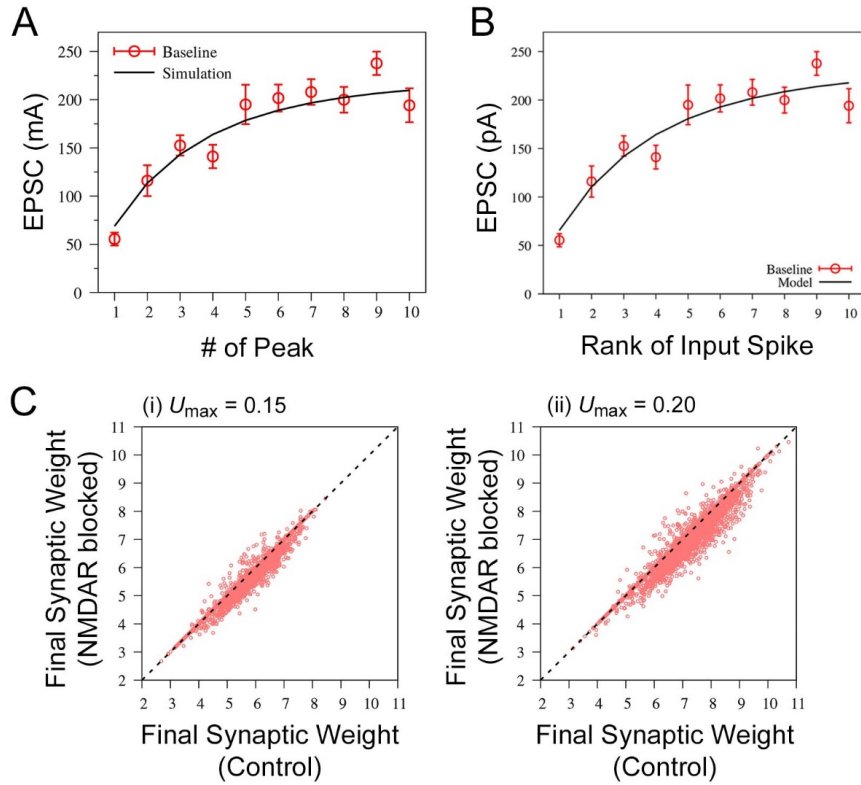 A
Baseline
Simulation
EPSC (mA)
250
200
150
100
50
0
1 2 3 4 5 6 7 8 9 10
# of Peak
B
EPSC (pA)
250
200
150
100
50
0
Baseline
Model
1 2 3 4 5 6 7 8 9 10
Rank of Input Spike
C
(i) Umax = 0.15
Final Synaptic Weight
(NMDAR blocked)
11
10
9
8
7
6
5
4
3
2
2 3 4 5 6 7 8 9 10 11
Final Synaptic Weight
(Control)
(ii) Umax = 0.20
Final Synaptic Weight
(NMDAR blocked)
11
10
9
8
7
6
5
4
3
2
2 3 4 5 6 7 8 9 10 11
Final Synaptic Weight
(Control)